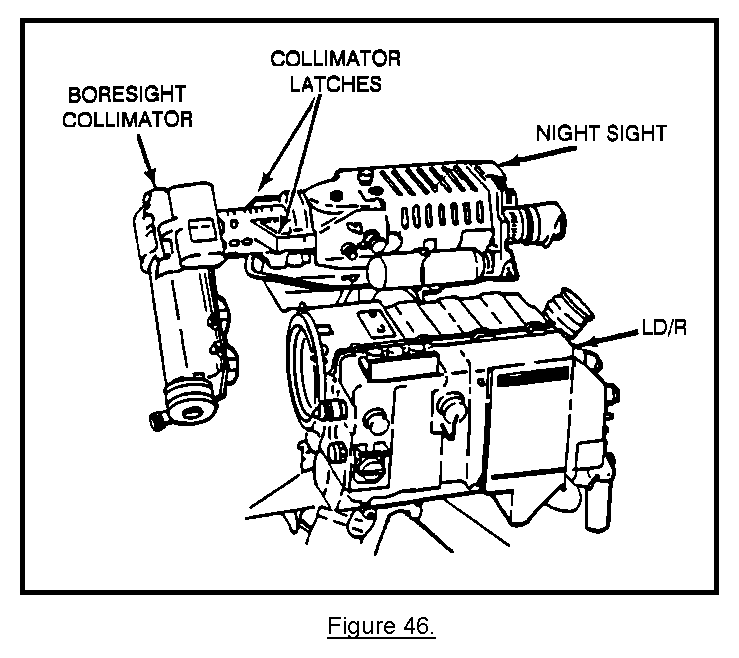 COLLIMATOR
LATCHES
BORESIGHT
COLLIMATOR
NIGHT SIGHT
LD/R
Figure 46.